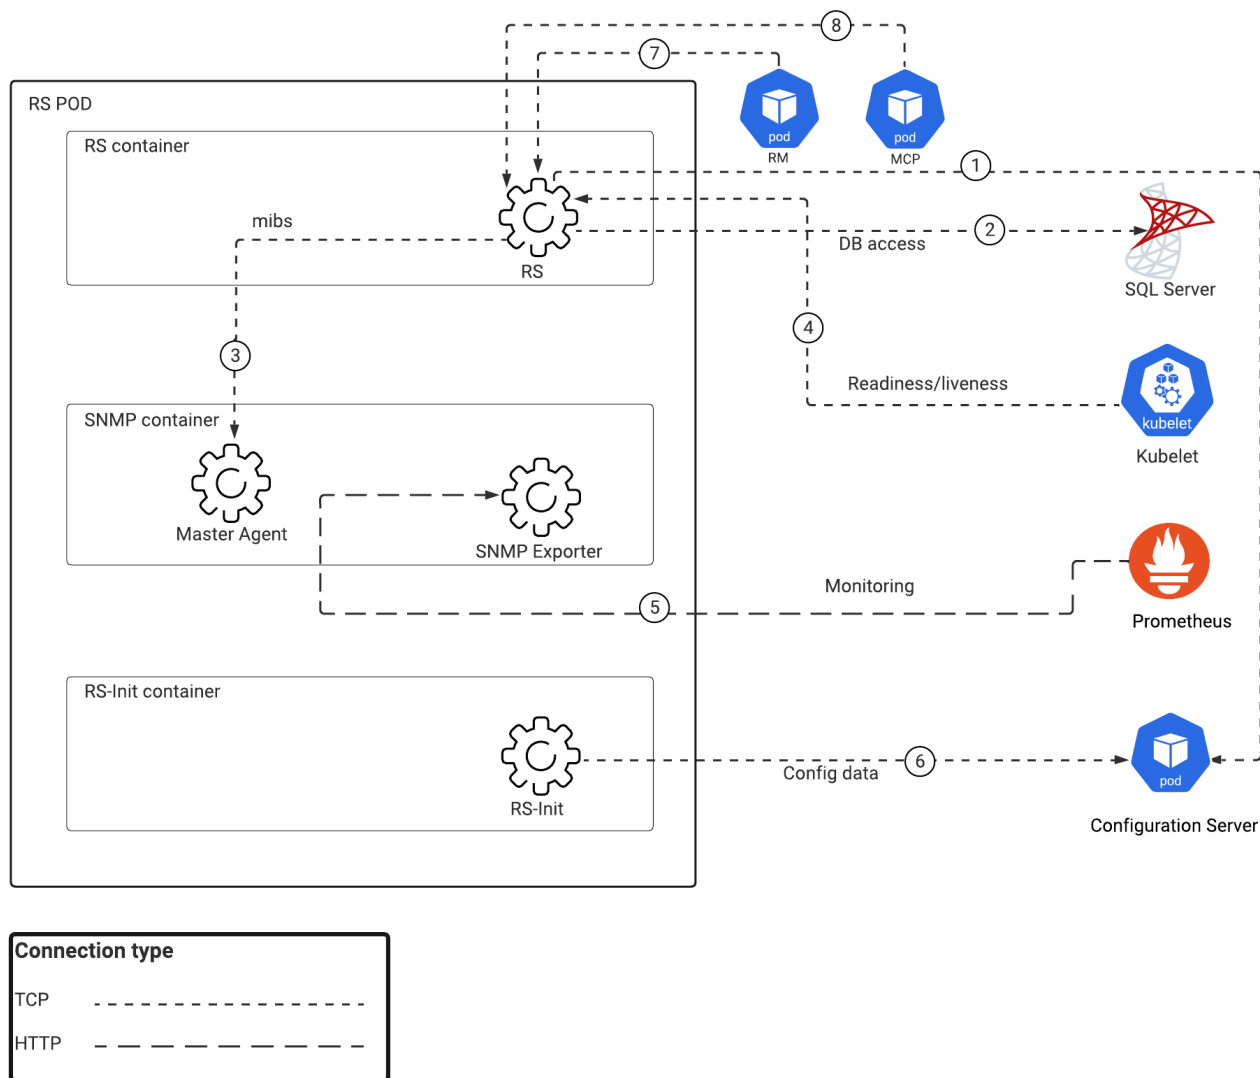 8
7
RS POD
RS container
pod
RM
pod
MCP
1
mibs
RS
DB access
2
SQL Server
3
4
Readiness/liveness
kubelet
Kubelet
SNMP container
Master Agent
SNMP Exporter
Monitoring
5
Prometheus
RS-Init container
RS-Init
Config data
6
pod
Configuration Server
Connection type
TCP
HTTP